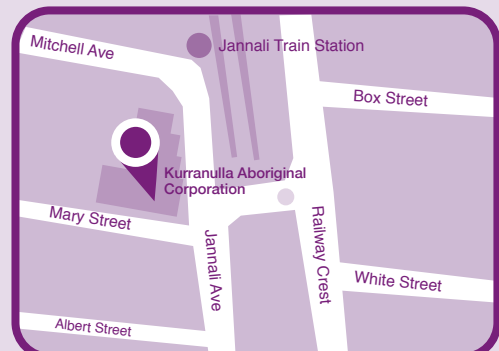 Mitchell Ave
Jannali Train Station
Box Street
Kurranulla Aboriginal
Corporation
Mary Street
Jannali Ave
Railway Crest
White Street
Albert Street